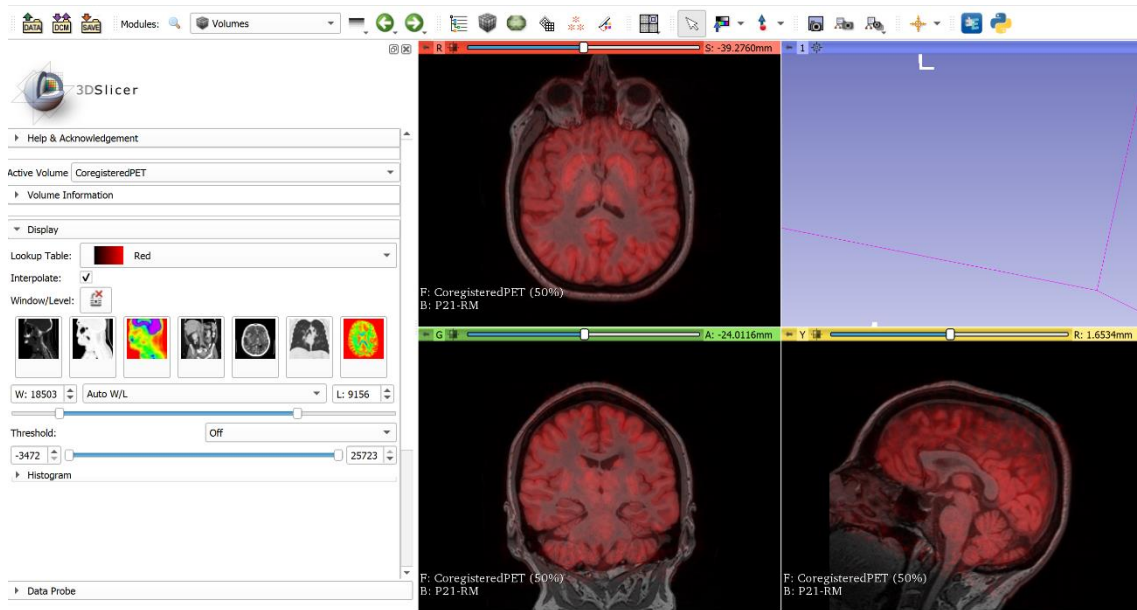 DATA DCM SAVE Modules: Volumes
3DSlicer
Help & Acknowledgement
Active Volume CoregisteredPET
Volume Information
Display
Lookup Table: Red
Interpolate:
Window/Level:
W: 18503 Auto W/L L: 9156
Threshold: Off
-3472 25723
Histogram
Data Probe
R S: -39.2760mm
F: CoregisteredPET (50%)
B: P21-RM
1
L
G A: -24.0116mm
F: CoregisteredPET (50%)
B: P21-RM
Y R: 1.6534mm
F: CoregisteredPET (50%)
B: P21-RM